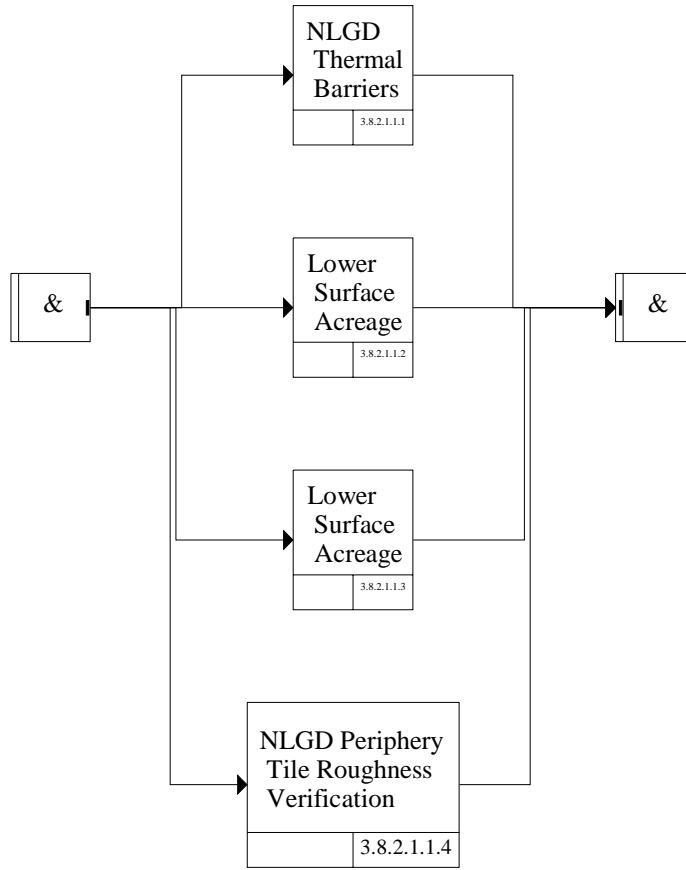 NLGD
Thermal
Barriers
3.8.2.1.1.1
&
Lower
Surface
Acreage
3.8.2.1.1.2
&
Lower
Surface
Acreage
3.8.2.1.1.3
NLGD Periphery
Tile Roughness
Verification
3.8.2.1.1.4